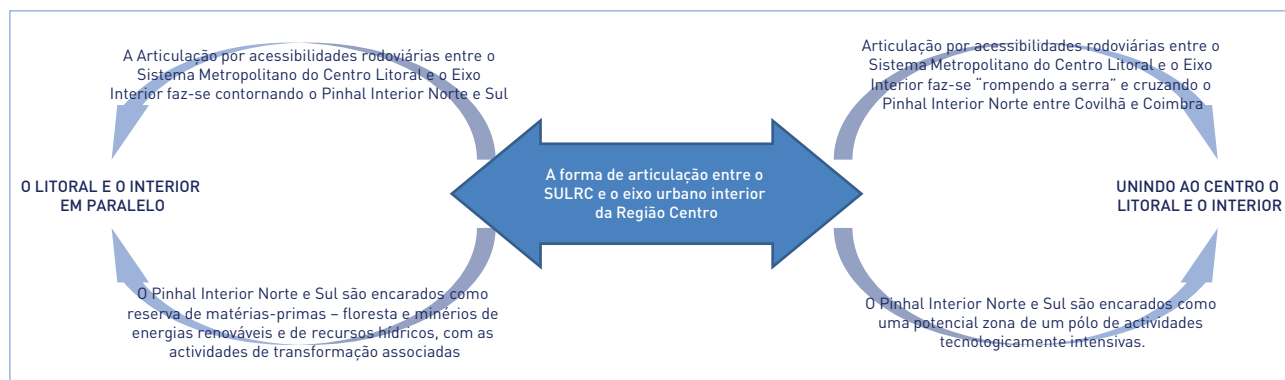 A Articulação por acessibilidades rodoviárias entre o
Sistema Metropolitano do Centro Litoral e o Eixo
Interior faz-se contornando o Pinhal Interior Norte e Sul
O LITORAL E O INTERIOR
EM PARALELO
O Pinhal Interior Norte e Sul são encarados como
reserva de matérias-primas – floresta e minérios de
energias renováveis e de recursos hídricos, com as
actividades de transformação associadas
A forma de articulação entre o
SULRC e o eixo urbano interior
da Região Centro
Articulação por acessibilidades rodoviárias entre o
Sistema Metropolitano do Centro Litoral e o Eixo
Interior faz-se “rompendo a serra” e cruzando o
Pinhal Interior Norte entre Covilhã e Coimbra
UNINDO AO CENTRO O
LITORAL E O INTERIOR
O Pinhal Interior Norte e Sul são encarados como
uma potencial zona de um pólo de actividades
tecnologicamente intensivas.